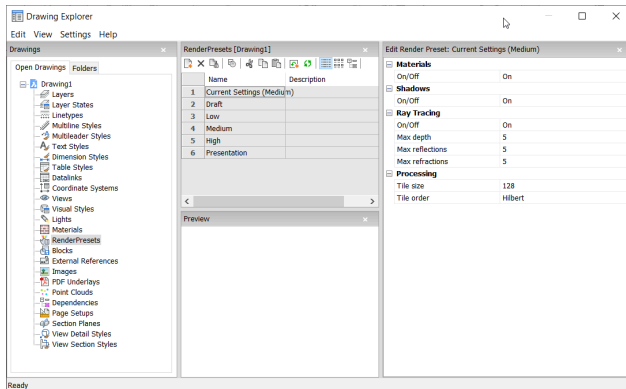 Drawing Explorer
Edit View Settings Help
Drawings
Open Drawings Folders
Drawing1
Layers
Layer States
Linetypes
Multiline Styles
Multileader Styles
Text Styles
Dimension Styles
Table Styles
Datalinks
Coordinate Systems
Views
Visual Styles
Lights
Materials
RenderPresets
Blocks
External References
Images
PDF Underlays
Point Clouds
Dependencies
Page Setups
Section Planes
View Detail Styles
View Section Styles
RenderPresets [Drawing1]
Name Description
1 Current Settings (Medium)
2 Draft
3 Low
4 Medium
5 High
6 Presentation
Preview
Edit Render Preset: Current Settings (Medium)
Materials
On/Off On
Shadows
On/Off On
Ray Tracing
On/Off On
Max depth 5
Max reflections 5
Max refractions 5
Processing
Tile size 128
Tile order Hilbert
Ready